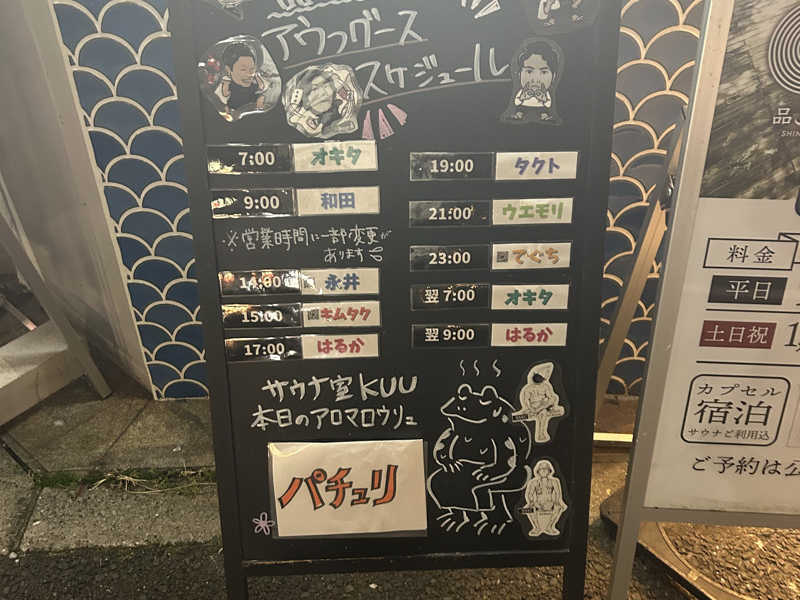 アウフグース
スケジュール
7:00 オキタ
9:00 和田
※営業時間に一部変更が
あります
14:00 永井
15:00 キムタク
17:00 はるか
19:00 タクト
21:00 ウエモリ
23:00 でぐち
翌7:00 オキタ
翌9:00 はるか
サウナ室KUU
本日のアロマロウリュ
パチュリ
料金
平日
土日祝
カプセル
宿泊
サウナご利用込
ご予約は